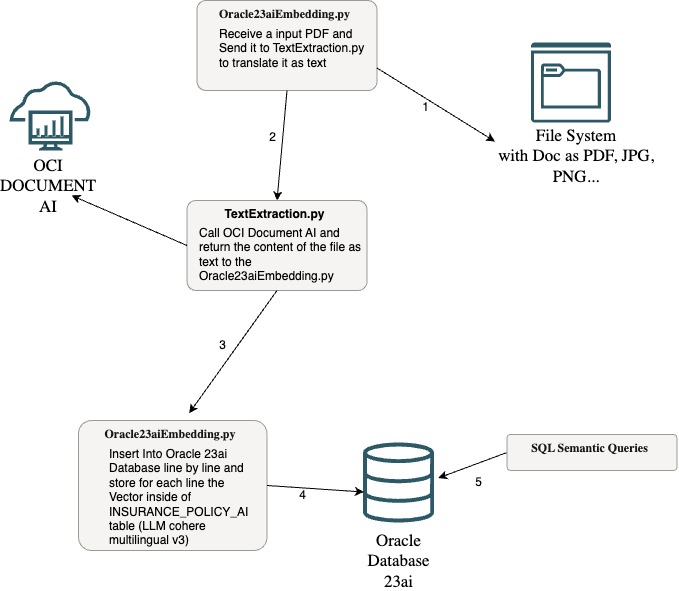 Oracle23aiEmbedding.py
Receive a input PDF and
Send it to TextExtraction.py
to translate it as text
1
File System
with Doc as PDF, JPG,
PNG...
2
OCI
DOCUMENT
AI
TextExtraction.py
Call OCI Document AI and
return the content of the file as
text to the
Oracle23aiEmbedding.py
3
Oracle23aiEmbedding.py
Insert Into Oracle 23ai
Database line by line and
store for each line the
Vector inside of
INSURANCE_POLICY_AI
table (LLM cohere
multilingual v3)
4
Oracle
Database
23ai
5
SQL Semantic Queries